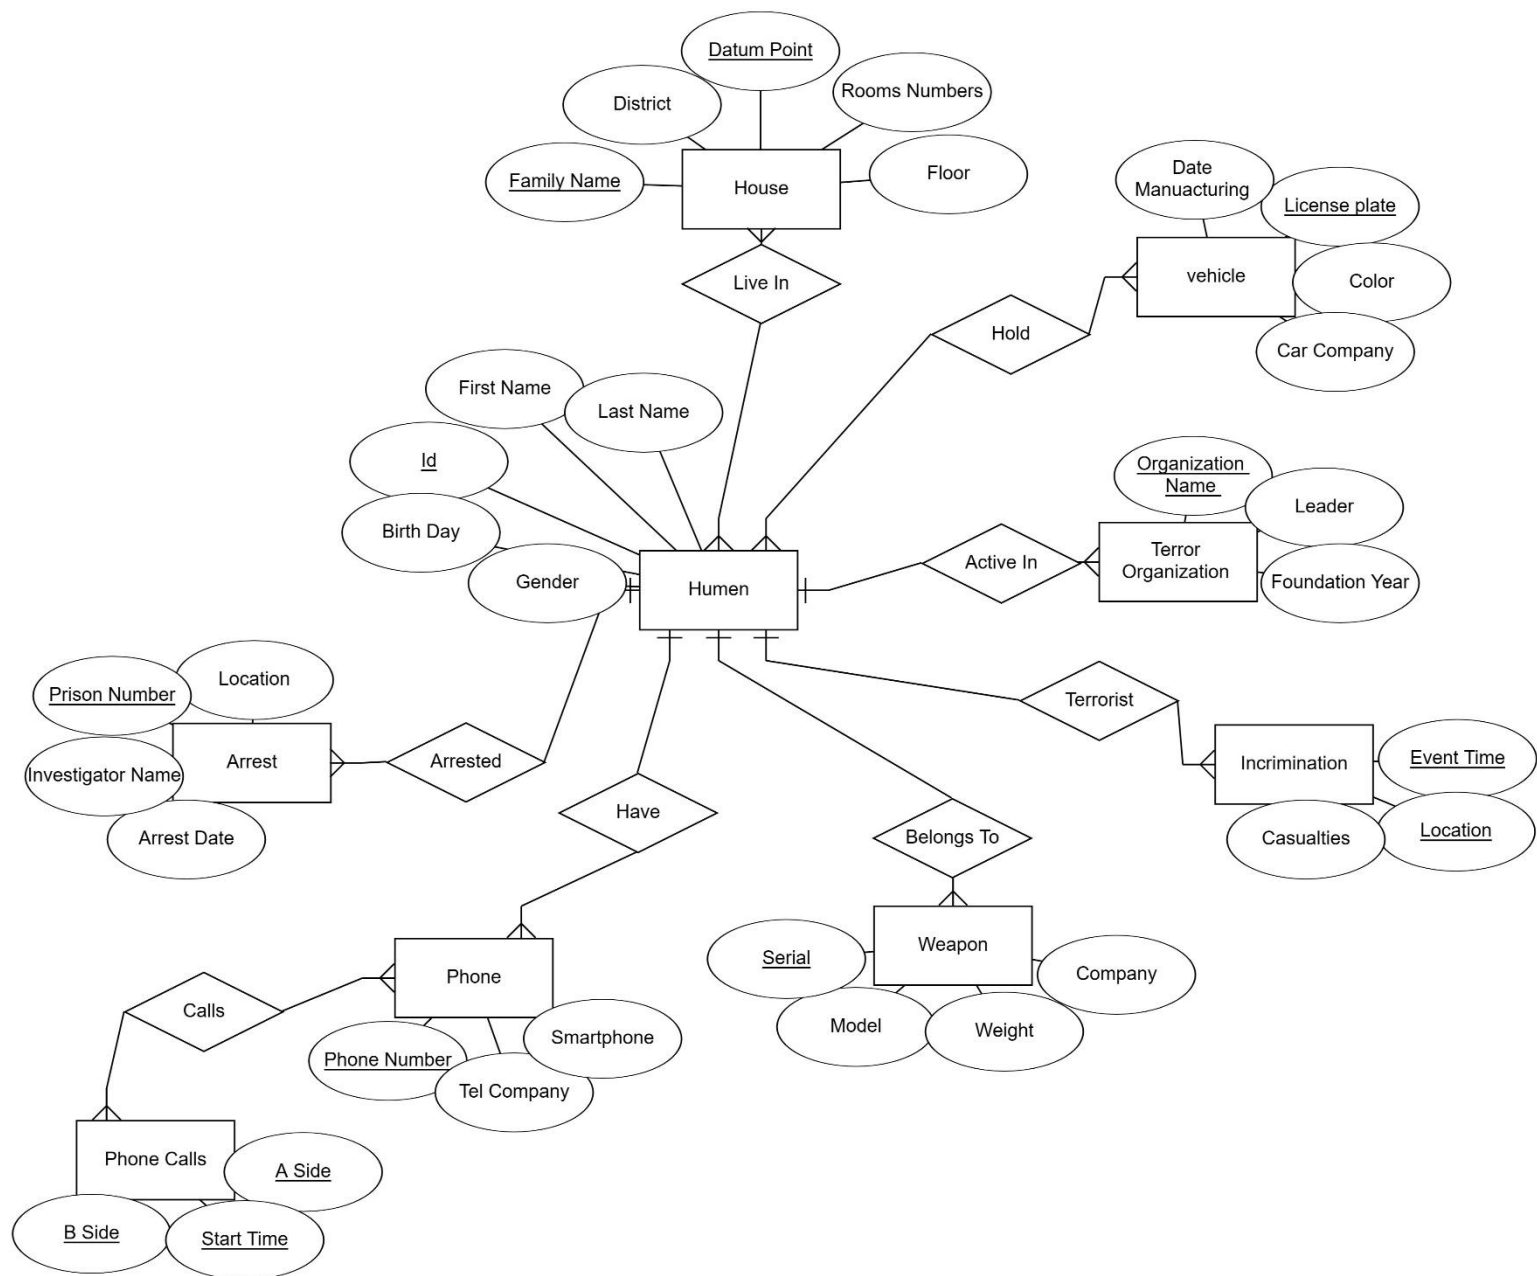 Datum Point
District
Rooms Numbers
Family Name
House
Floor
Date
Manuacturing
License plate
vehicle
Color
Car Company
Live In
Hold
First Name
Last Name
Id
Birth Day
Gender
Humen
Active In
Organization
Name
Leader
Terror
Organization
Foundation Year
Prison Number
Location
Investigator Name
Arrest
Arrest Date
Arrested
Have
Terrorist
Incrimination
Event Time
Casualties
Location
Belongs To
Weapon
Serial
Company
Model
Weight
Phone
Calls
Smartphone
Phone Number
Tel Company
Phone Calls
A Side
B Side
Start Time